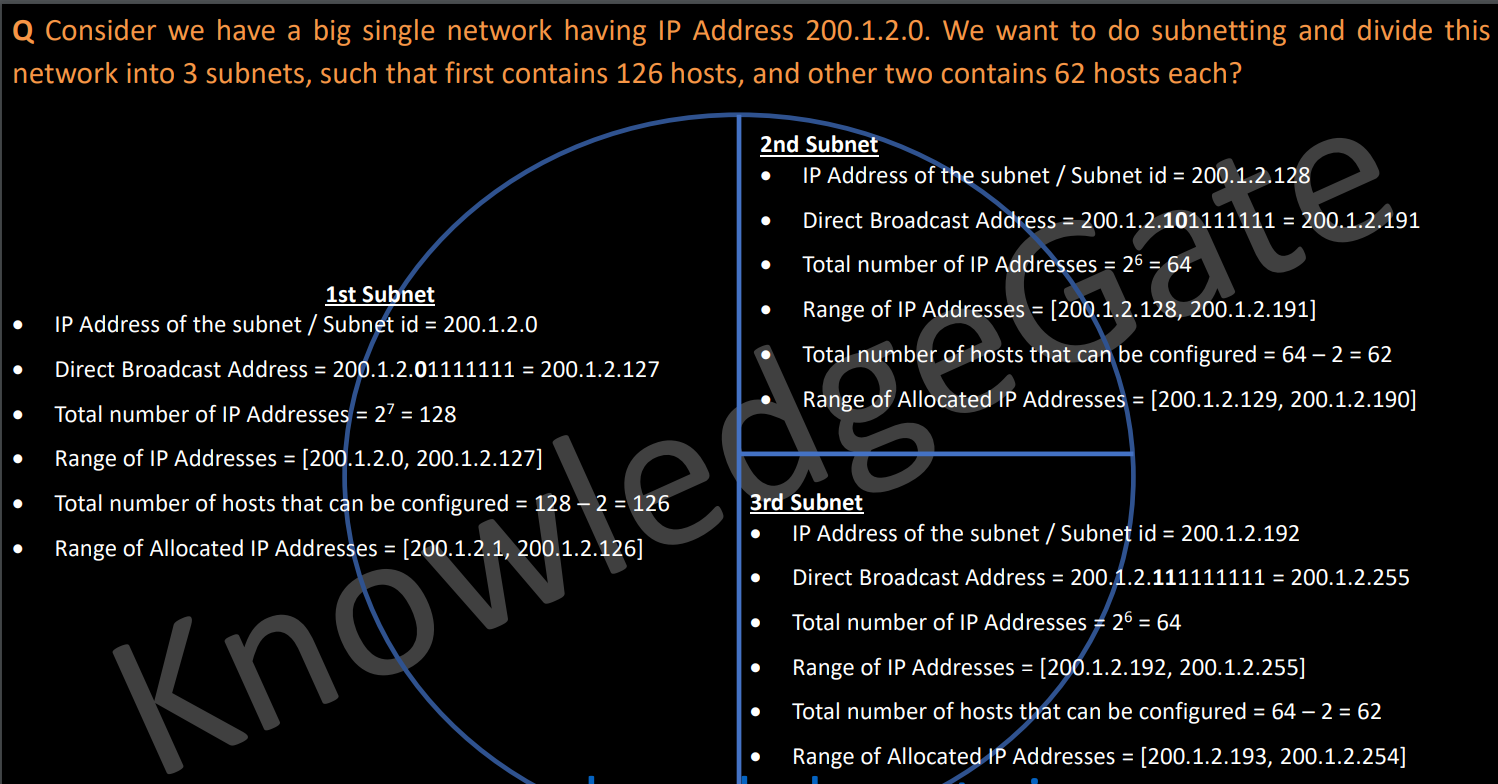 Q Consider we have a big single network having IP Address 200.1.2.0. We want to do subnetting and divide this
network into 3 subnets, such that first contains 126 hosts, and other two contains 62 hosts each?
1st Subnet
• IP Address of the subnet / Subnet id = 200.1.2.0
• Direct Broadcast Address = 200.1.2.01111111 = 200.1.2.127
• Total number of IP Addresses = 2⁷ = 128
• Range of IP Addresses = [200.1.2.0, 200.1.2.127]
• Total number of hosts that can be configured = 128 – 2 = 126
• Range of Allocated IP Addresses = [200.1.2.1, 200.1.2.126]
2nd Subnet
• IP Address of the subnet / Subnet id = 200.1.2.128
• Direct Broadcast Address = 200.1.2.101111111 = 200.1.2.191
• Total number of IP Addresses = 2⁶ = 64
• Range of IP Addresses = [200.1.2.128, 200.1.2.191]
• Total number of hosts that can be configured = 64 – 2 = 62
• Range of Allocated IP Addresses = [200.1.2.129, 200.1.2.190]
3rd Subnet
• IP Address of the subnet / Subnet id = 200.1.2.192
• Direct Broadcast Address = 200.1.2.111111111 = 200.1.2.255
• Total number of IP Addresses = 2⁶ = 64
• Range of IP Addresses = [200.1.2.192, 200.1.2.255]
• Total number of hosts that can be configured = 64 – 2 = 62
• Range of Allocated IP Addresses = [200.1.2.193, 200.1.2.254]
KnowledgeGate